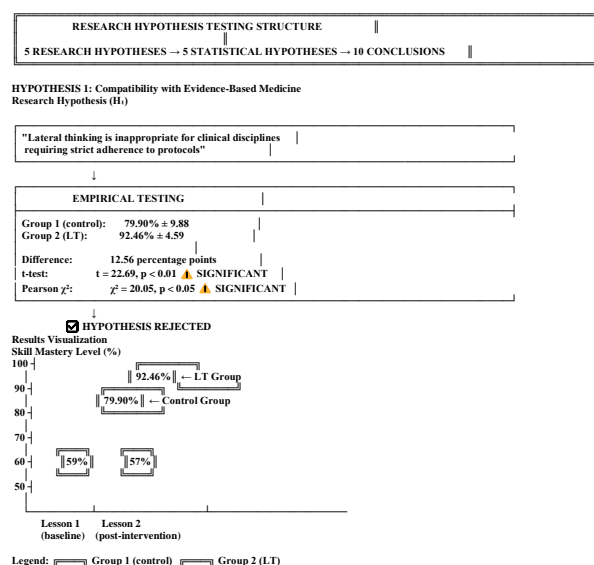 RESEARCH HYPOTHESIS TESTING STRUCTURE
5 RESEARCH HYPOTHESES → 5 STATISTICAL HYPOTHESES → 10 CONCLUSIONS
HYPOTHESIS 1: Compatibility with Evidence-Based Medicine
Research Hypothesis (H₁)
"Lateral thinking is inappropriate for clinical disciplines
requiring strict adherence to protocols"
↓
EMPIRICAL TESTING
Group 1 (control): 79.90% ± 9.88
Group 2 (LT): 92.46% ± 4.59
Difference: 12.56 percentage points
t-test: t = 22.69, p < 0.01 ⚠ SIGNIFICANT
Pearson χ²: χ² = 20.05, p < 0.05 ⚠ SIGNIFICANT
↓
☑ HYPOTHESIS REJECTED
Results Visualization
Skill Mastery Level (%)
100
92.46% ← LT Group
90
79.90% ← Control Group
80
70
60 59% 57%
50
Lesson 1 Lesson 2
(baseline) (post-intervention)
Legend: Group 1 (control) Group 2 (LT)